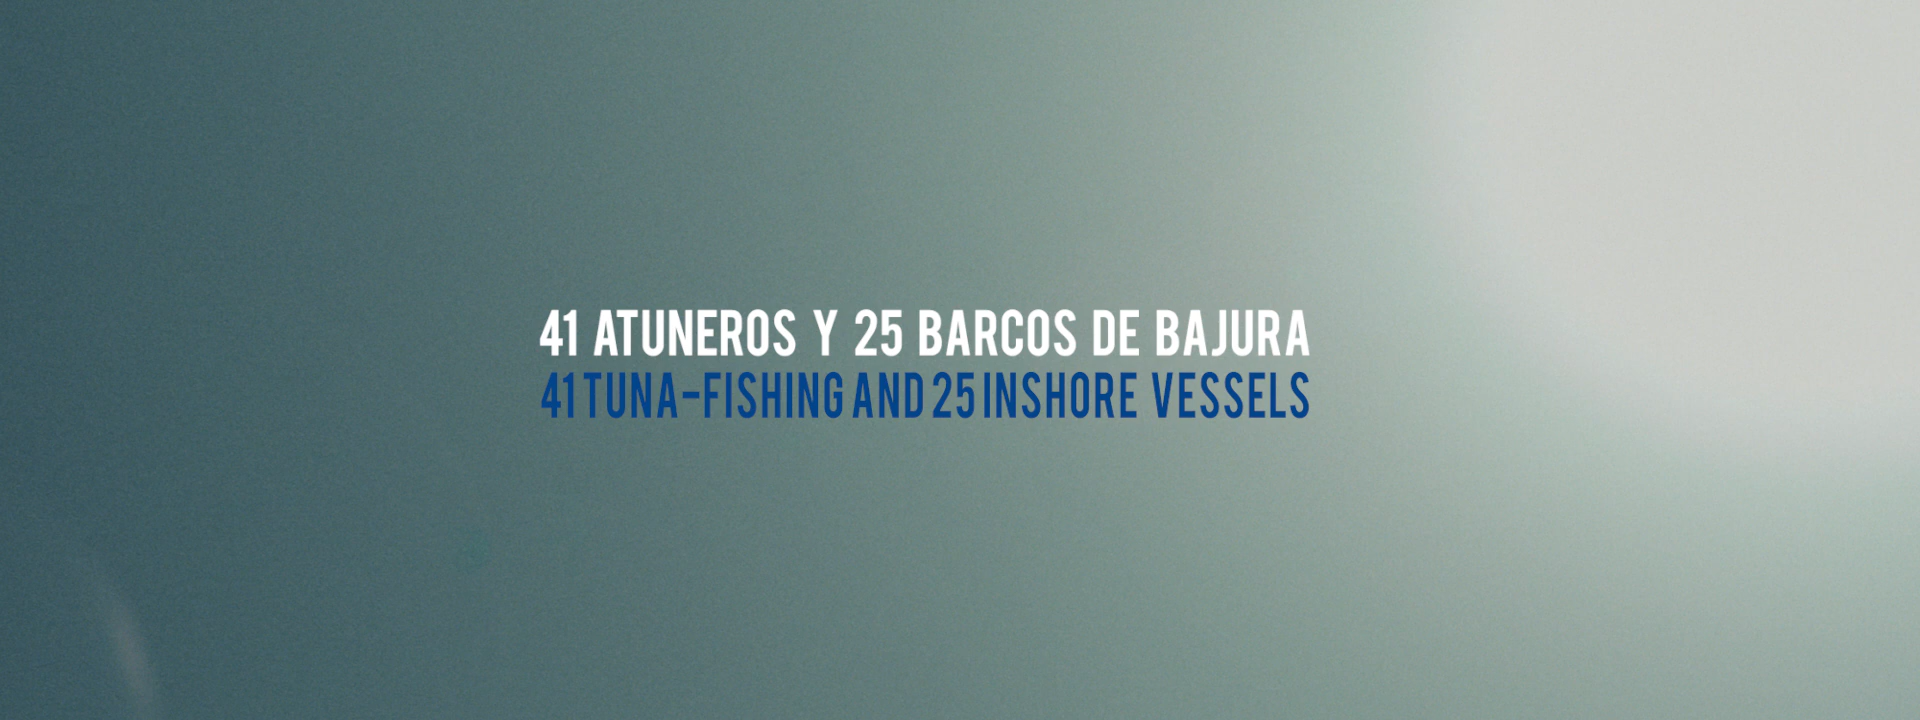 41 ATUNEROS Y 25 BARCOS DE BAJURA
41 TUNA-FISHING AND 25 INSHORE VESSELS